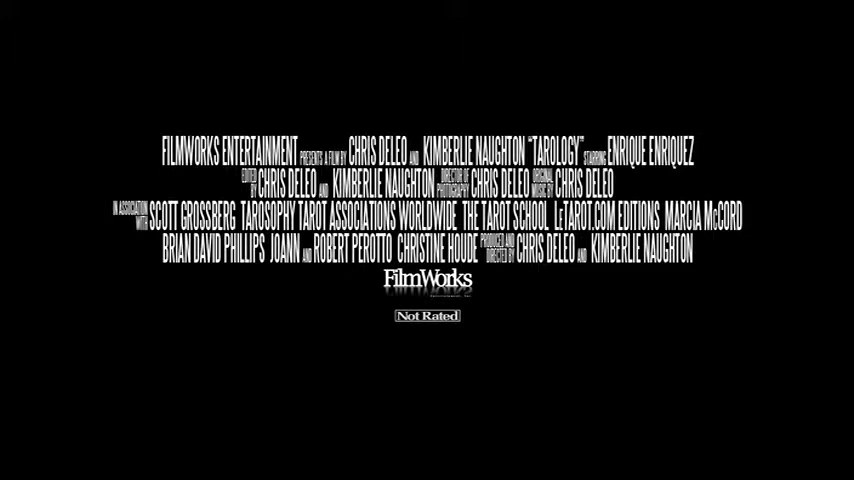 FILMWORKS ENTERTAINMENT PRESENTS A FILM BY CHRIS DELEO AND KIMBERLIE NAUGHTON "TAROLOGY" STARRING ENRIQUE ENRIQUEZ
EDITED BY CHRIS DELEO AND KIMBERLIE NAUGHTON DIRECTOR OF PHOTOGRAPHY CHRIS DELEO ORIGINAL MUSIC BY CHRIS DELEO
IN ASSOCIATION WITH SCOTT GROSSBERG TAROSOPHY TAROT ASSOCIATIONS WORLDWIDE THE TAROT SCHOOL LETAROT.COM EDITIONS MARCIA MCCORD
BRIAN DAVID PHILLIPS JOANN AND ROBERT PEROTTO CHRISTINE HOUDE PRODUCED AND DIRECTED BY CHRIS DELEO AND KIMBERLIE NAUGHTON
FilmWorks
Not Rated